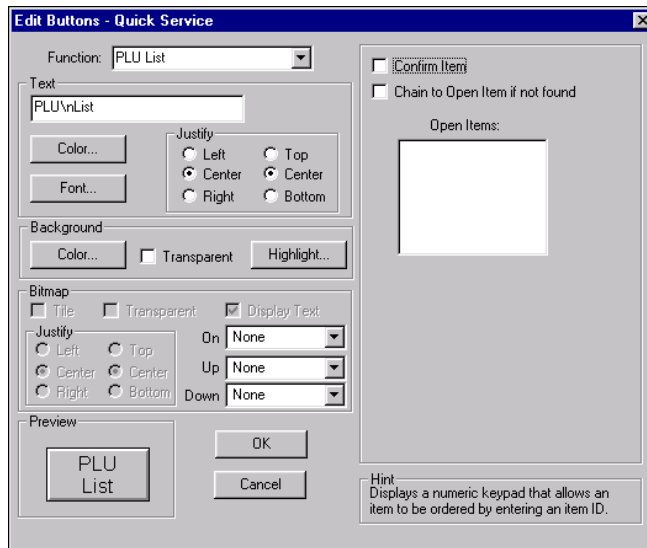 Edit Buttons - Quick Service
Function: PLU List
Text
PLU\nList
Color...
Font...
Justify
Left
Top
Center
Center
Right
Bottom
Background
Color...
Transparent
Highlight...
Bitmap
Tile
Transparent
Display Text
Justify
Left
Top
Center
Center
Right
Bottom
On None
Up None
Down None
Preview
PLU
List
OK
Cancel
Confirm Item
Chain to Open Item if not found
Open Items:
Hint
Displays a numeric keypad that allows an
item to be ordered by entering an item ID.